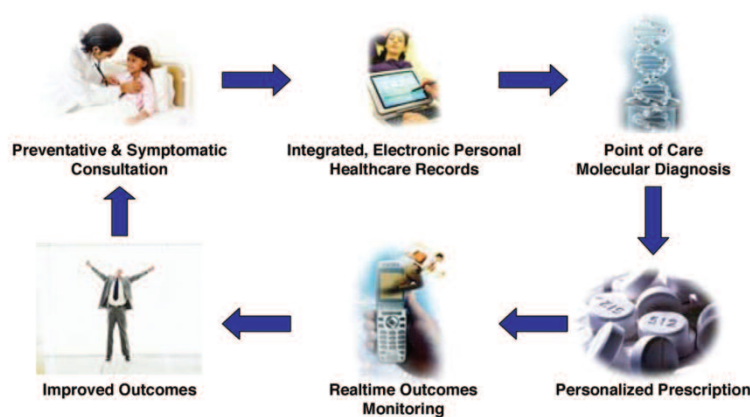 Preventative & Symptomatic
Consultation
Integrated, Electronic Personal
Healthcare Records
Point of Care
Molecular Diagnosis
512
Improved Outcomes
Realtime Outcomes
Monitoring
Personalized Prescription